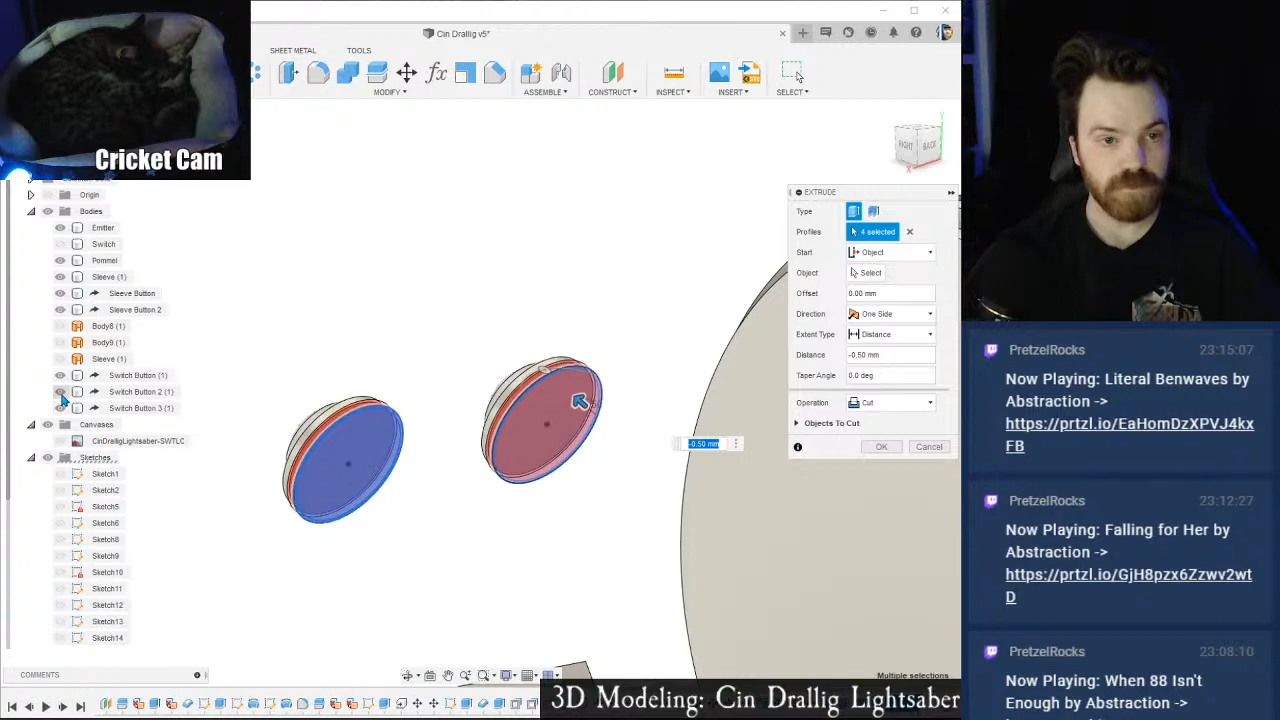 Cin Drallig v5*
SHEET METAL
TOOLS
MODIFY
ASSEMBLE
CONSTRUCT
INSPECT
INSERT
SELECT
Cricket Cam
RIGHT
BACK
Y
X
Origin
Bodies
Emitter
Switch
Pommel
Sleeve (1)
Sleeve Button
Sleeve Button 2
Body8 (1)
Body9 (1)
Sleeve (1)
Switch Button (1)
Switch Button 2 (1)
Switch Button 3 (1)
Canvases
CinDralligLightsaber-SWTLC
Sketches
Sketch1
Sketch2
Sketch5
Sketch6
Sketch8
Sketch9
Sketch10
Sketch11
Sketch12
Sketch13
Sketch14
COMMENTS
EXTRUDE
Type
Profiles 4 selected
Start Object
Object Select
Offset 0.00 mm
Direction One Side
Extent Type Distance
Distance -0.50 mm
Taper Angle 0.0 deg
Operation Cut
Objects To Cut
OK Cancel
-0.50 mm
Multiple selections
3D Modeling: Cin Drallig Lightsaber
PretzelRocks 23:15:07
Now Playing: Literal Benwaves by
Abstraction ->
https://prtzl.io/EaHomDzXPVJ4kx
FB
PretzelRocks 23:12:27
Now Playing: Falling for Her by
Abstraction ->
https://prtzl.io/GjH8pzx6Zzwv2wt
D
PretzelRocks 23:08:10
Now Playing: When 88 Isn't
Enough by Abstraction ->